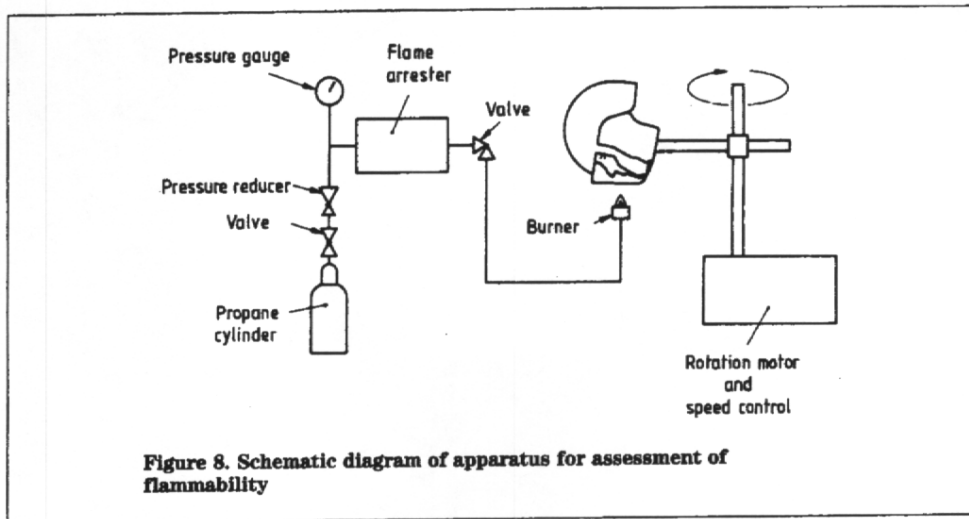 Pressure gauge
Flame
arrester
Valve
Pressure reducer
Valve
Burner
Propane
cylinder
Rotation motor
and
speed control
Figure 8. Schematic diagram of apparatus for assessment of
flammability